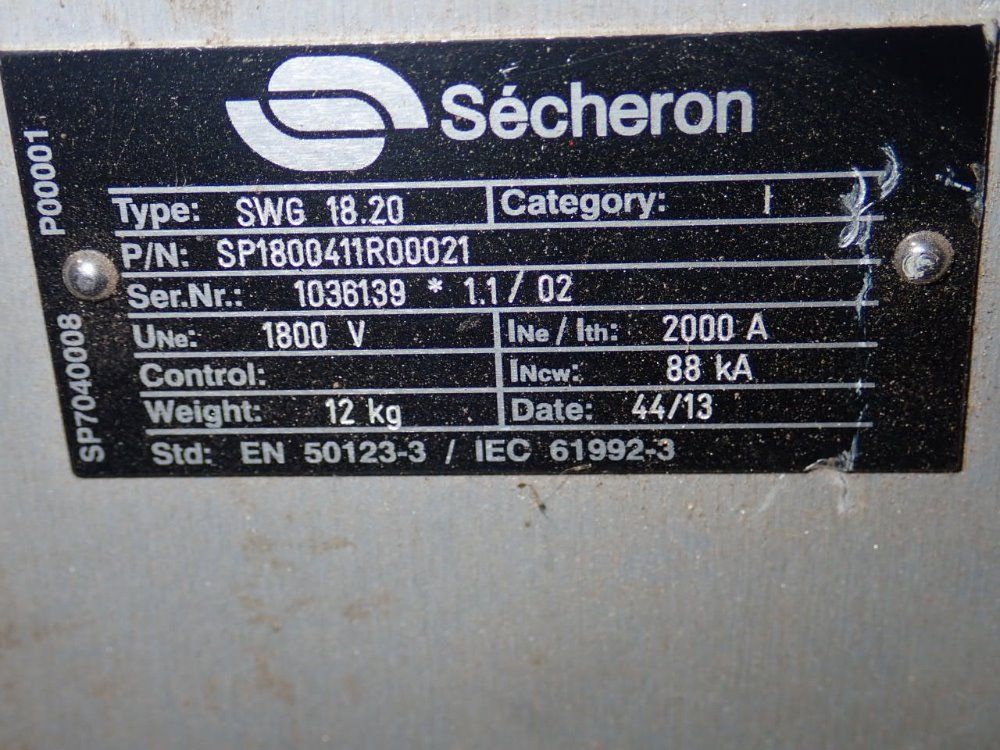 Sécheron
Type: SWG 18.20 Category: I
P/N: SP1800411R00021
Ser.Nr.: 1036139 * 1.1 / 02
UNe: 1800 V INe / Ith: 2000 A
Control: INcw: 88 kA
Weight: 12 kg Date: 44/13
Std: EN 50123-3 / IEC 61992-3
SP7040008 P00001